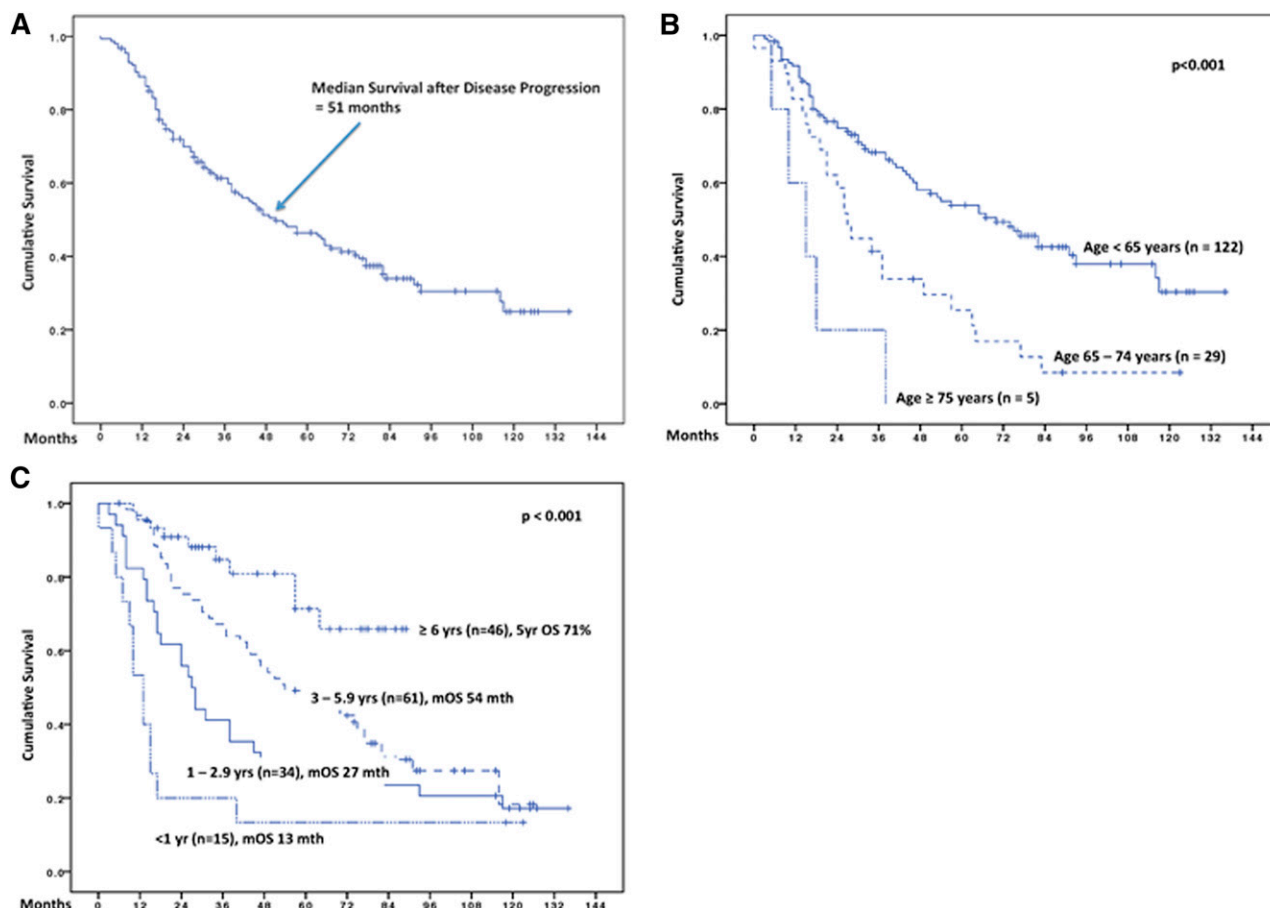 A
Cumulative Survival
1.0
0.8
0.6
0.4
0.2
0.0
Median Survival after Disease Progression
= 51 months
Months
0 12 24 36 48 60 72 84 96 108 120 132 144
B
Cumulative Survival
1.0
0.8
0.6
0.4
0.2
0.0
p<0.001
Age < 65 years (n = 122)
Age 65 – 74 years (n = 29)
Age ≥ 75 years (n = 5)
Months
0 12 24 36 48 60 72 84 96 108 120 132 144
C
Cumulative Survival
1.0
0.8
0.6
0.4
0.2
0.0
p < 0.001
≥ 6 yrs (n=46), 5yr OS 71%
3 – 5.9 yrs (n=61), mOS 54 mth
1 – 2.9 yrs (n=34), mOS 27 mth
<1 yr (n=15), mOS 13 mth
Months
0 12 24 36 48 60 72 84 96 108 120 132 144